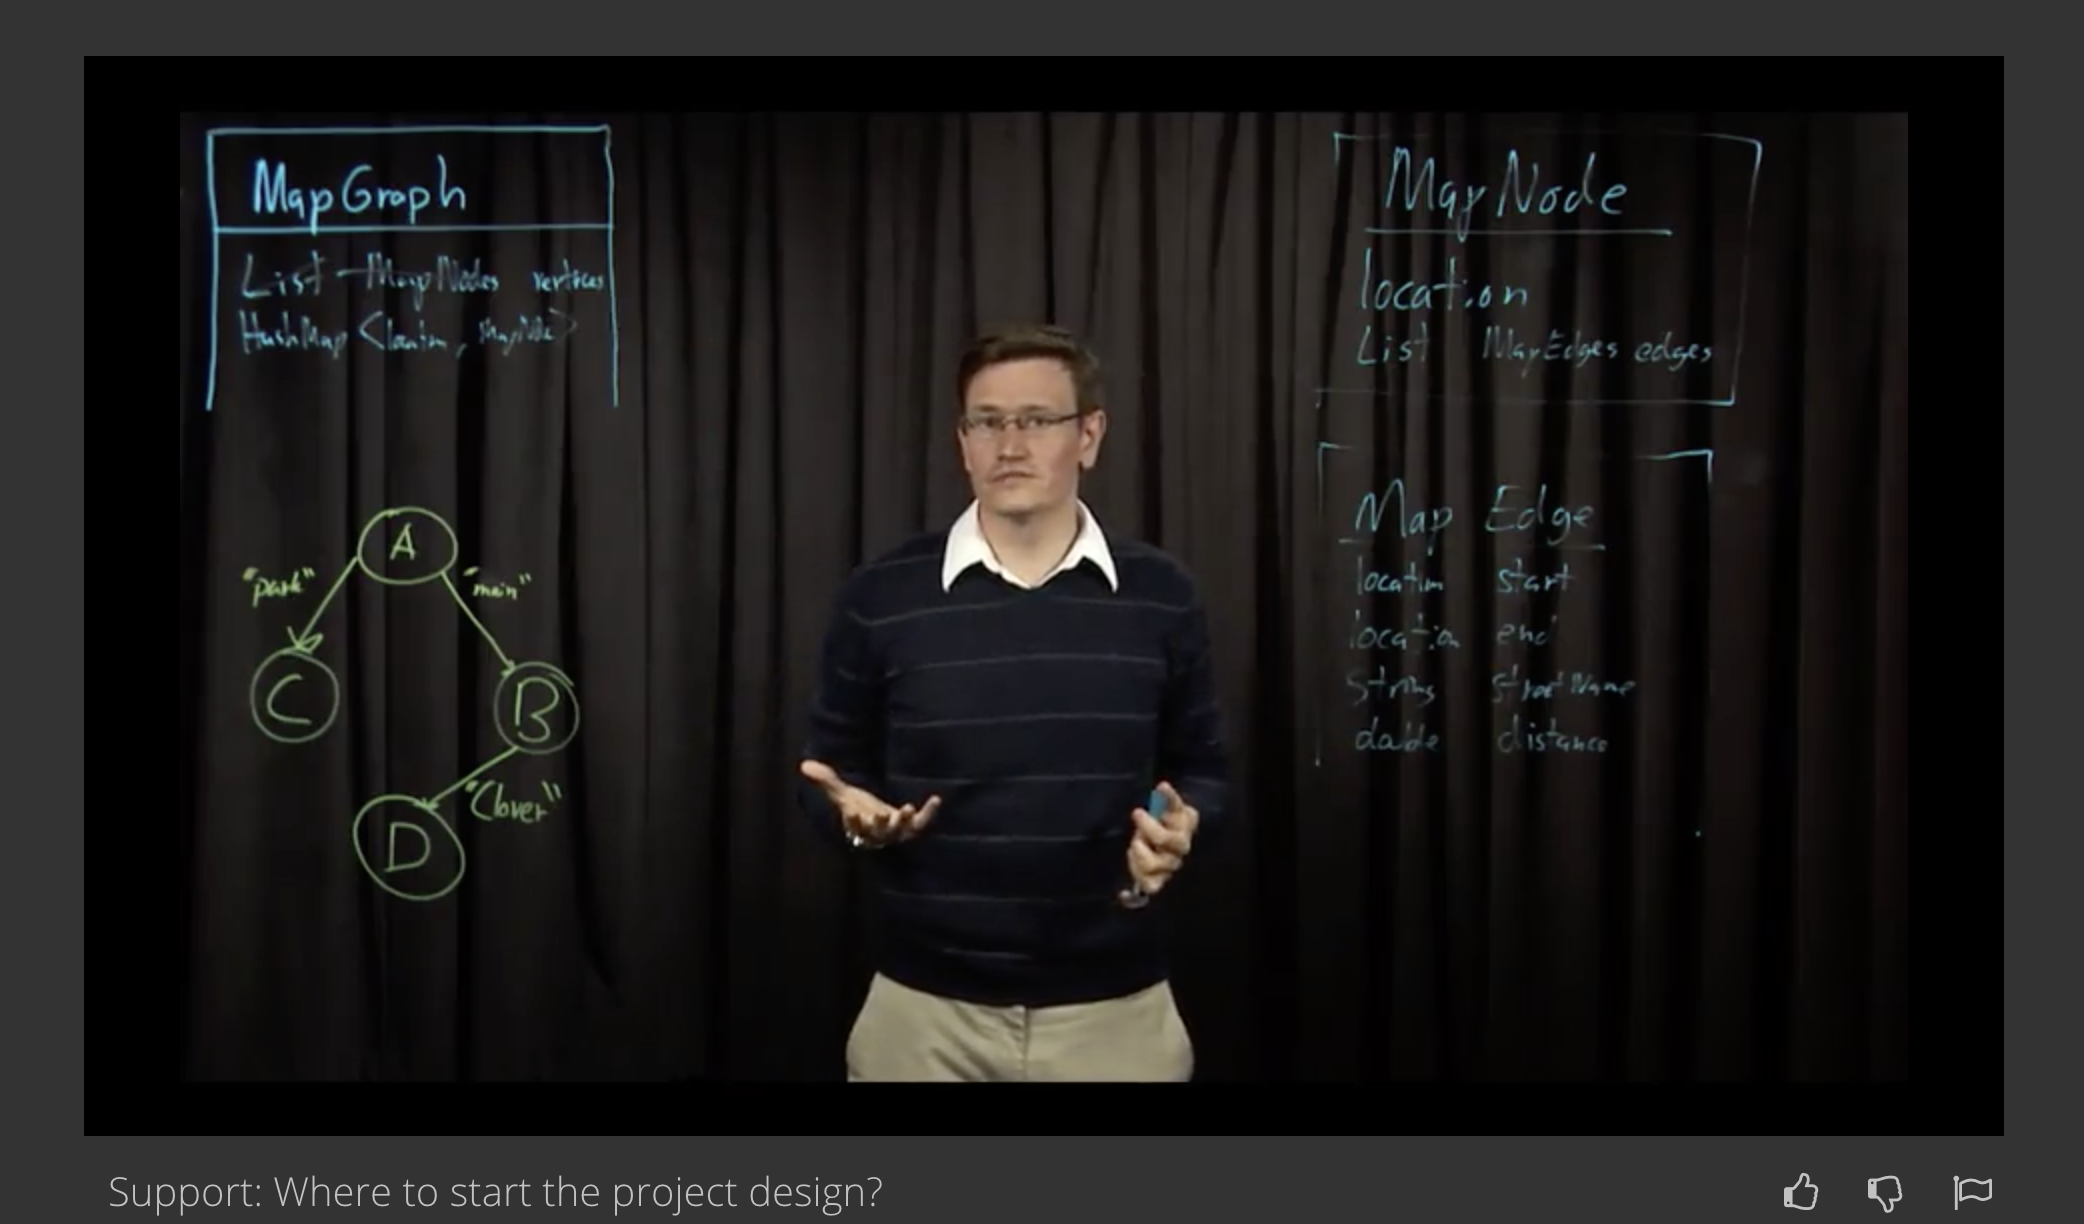 MapGraph
List MapNodes vertices
HashMap <location, MapNode>
A
"park"
"main"
C
B
"Clover"
D
MapNode
location
List MapEdges edges
Map Edge
location start
location end
String streetName
double distance
Support: Where to start the project design?